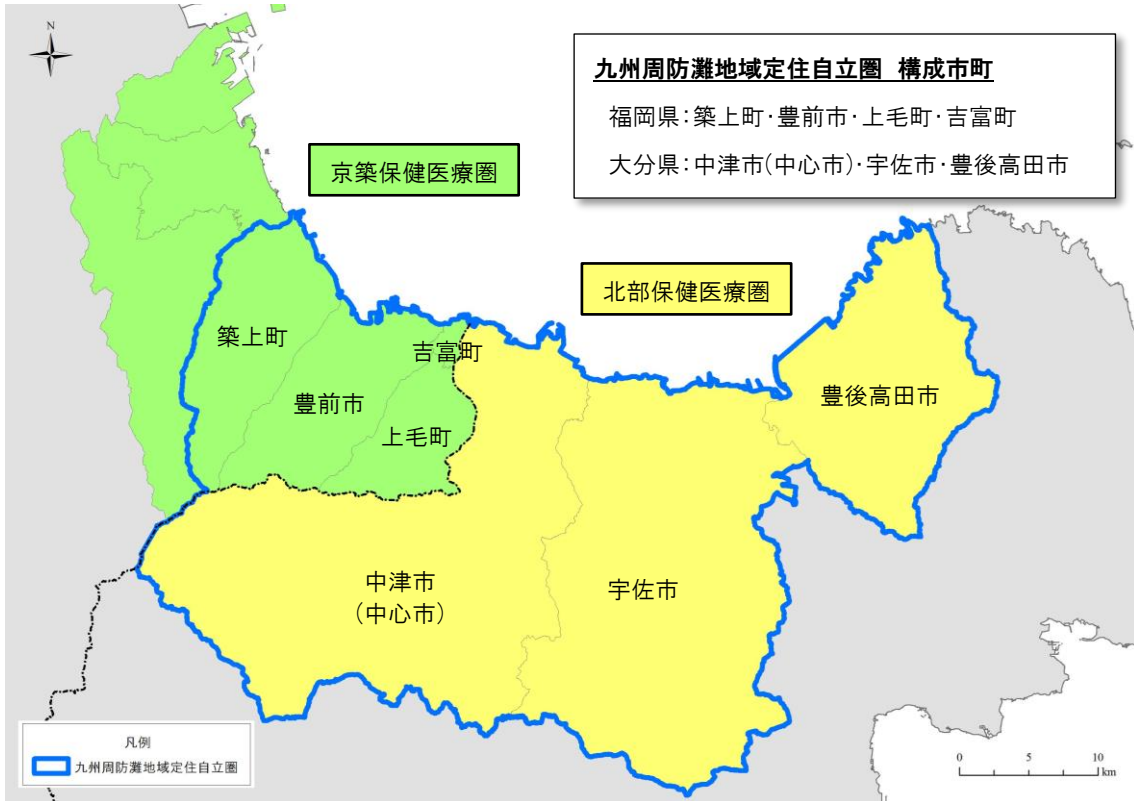 N
九州周防灘地域定住自立圏 構成市町
福岡県:築上町・豊前市・上毛町・吉富町
大分県:中津市(中心市)・宇佐市・豊後高田市
京築保健医療圏
北部保健医療圏
築上町
吉富町
豊前市
上毛町
豊後高田市
中津市
(中心市)
宇佐市
凡例
九州周防灘地域定住自立圏
0 5 10
km